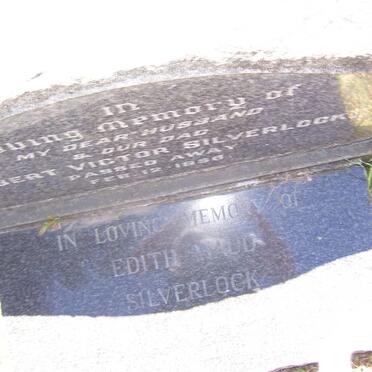 in
loving memory of
MY DEAR HUSBAND
& OUR DAD
VICTOR SILVERLOCK
PASSED AWAY
FEB. 12 1956
IN LOVING MEMORY OF
EDITH MAUD
SILVERLOCK